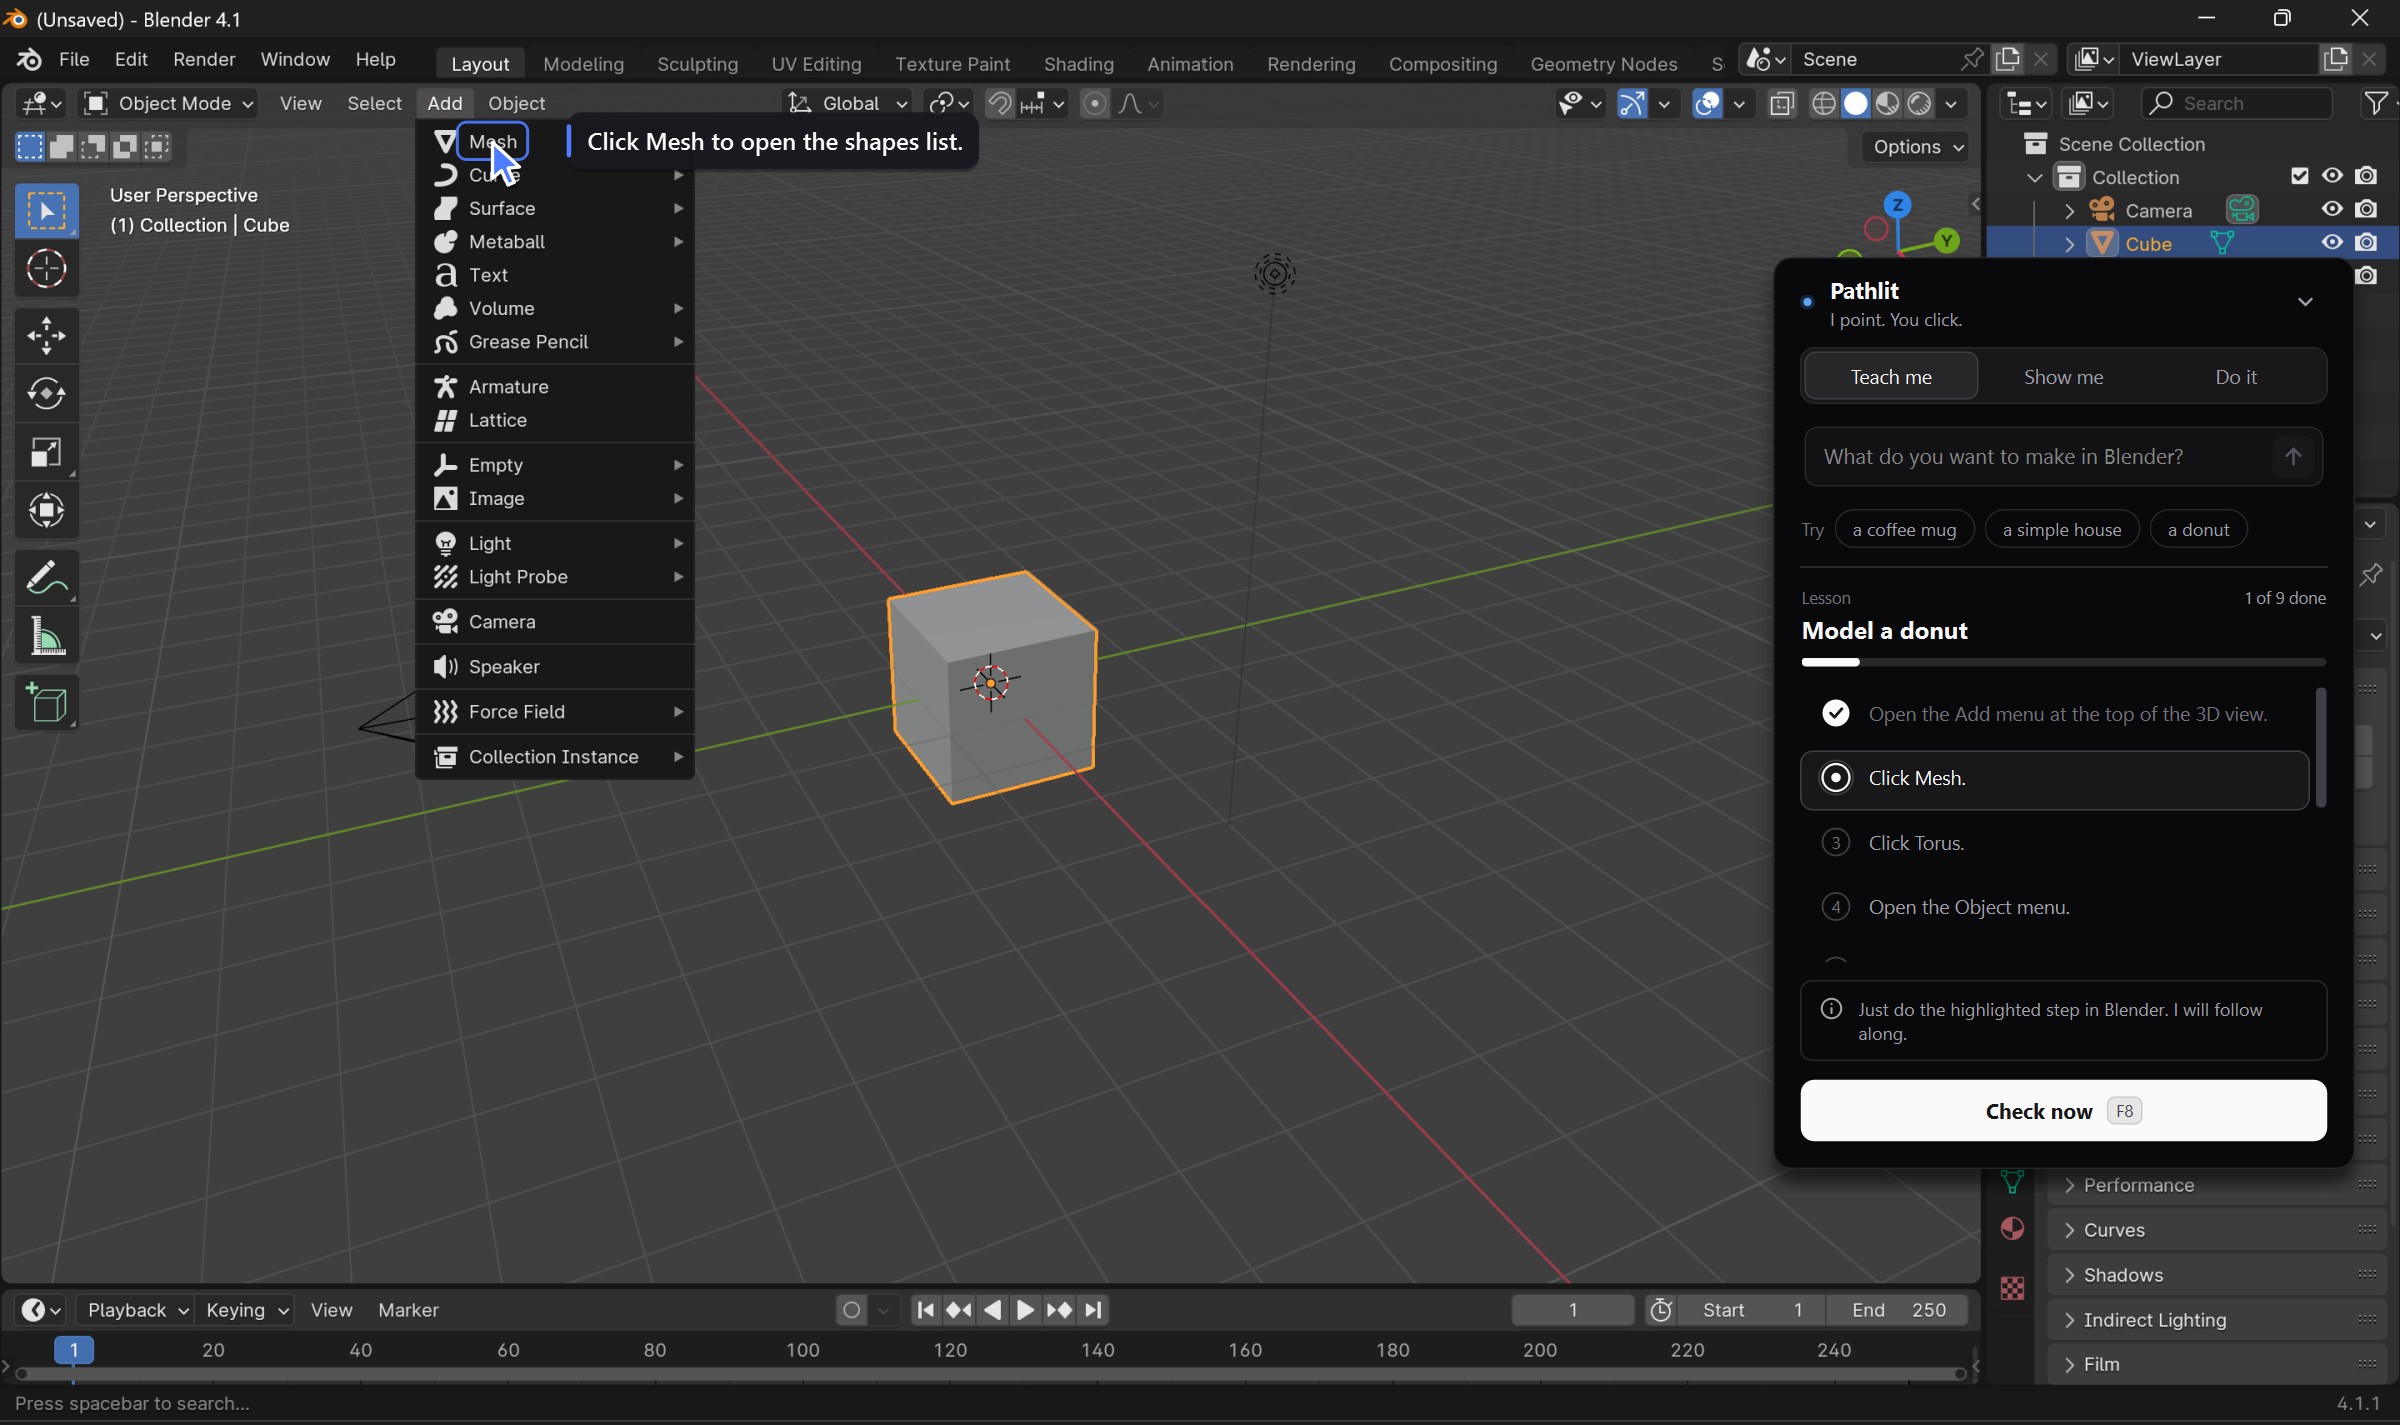 (Unsaved) - Blender 4.1
File Edit Render Window Help Layout Modeling Sculpting UV Editing Texture Paint Shading Animation Rendering Compositing Geometry Nodes Scene ViewLayer
Object Mode View Select Add Object Global Search
Options
User Perspective
(1) Collection | Cube
Mesh
Surface
Metaball
Text
Volume
Grease Pencil
Armature
Lattice
Empty
Image
Light
Light Probe
Camera
Speaker
Force Field
Collection Instance
Click Mesh to open the shapes list.
Z
Y
Scene Collection
Collection
Camera
Cube
Pathlit
I point. You click.
Teach me Show me Do it
What do you want to make in Blender?
Try a coffee mug a simple house a donut
Lesson 1 of 9 done
Model a donut
Open the Add menu at the top of the 3D view.
Click Mesh.
3 Click Torus.
4 Open the Object menu.
Just do the highlighted step in Blender. I will follow
along.
Check now F8
Performance
Curves
Shadows
Indirect Lighting
Film
Playback Keying View Marker 1 Start 1 End 250
1 20 40 60 80 100 120 140 160 180 200 220 240
Press spacebar to search... 4.1.1